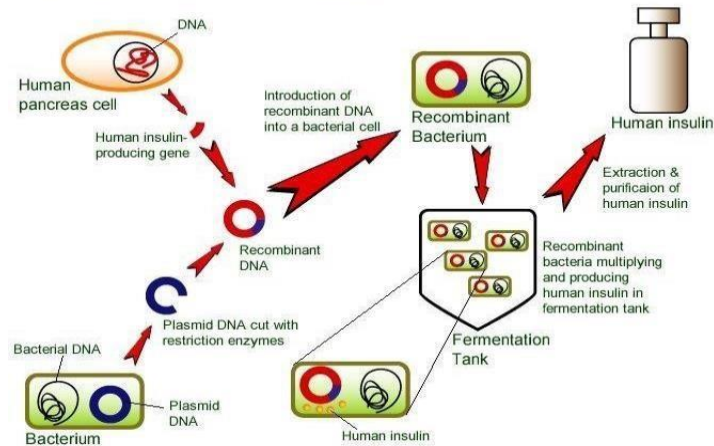 DNA
Human
pancreas cell
Human insulin-
producing gene
Introduction of
recombinant DNA
into a bacterial cell
Recombinant
Bacterium
Human insulin
Extraction &
purificaion of
human insulin
Recombinant
DNA
Recombinant
bacteria multiplying
and producing
human insulin in
fermentation tank
Plasmid DNA cut with
restriction enzymes
Fermentation
Tank
Bacterial DNA
Plasmid
DNA
Bacterium
Human insulin